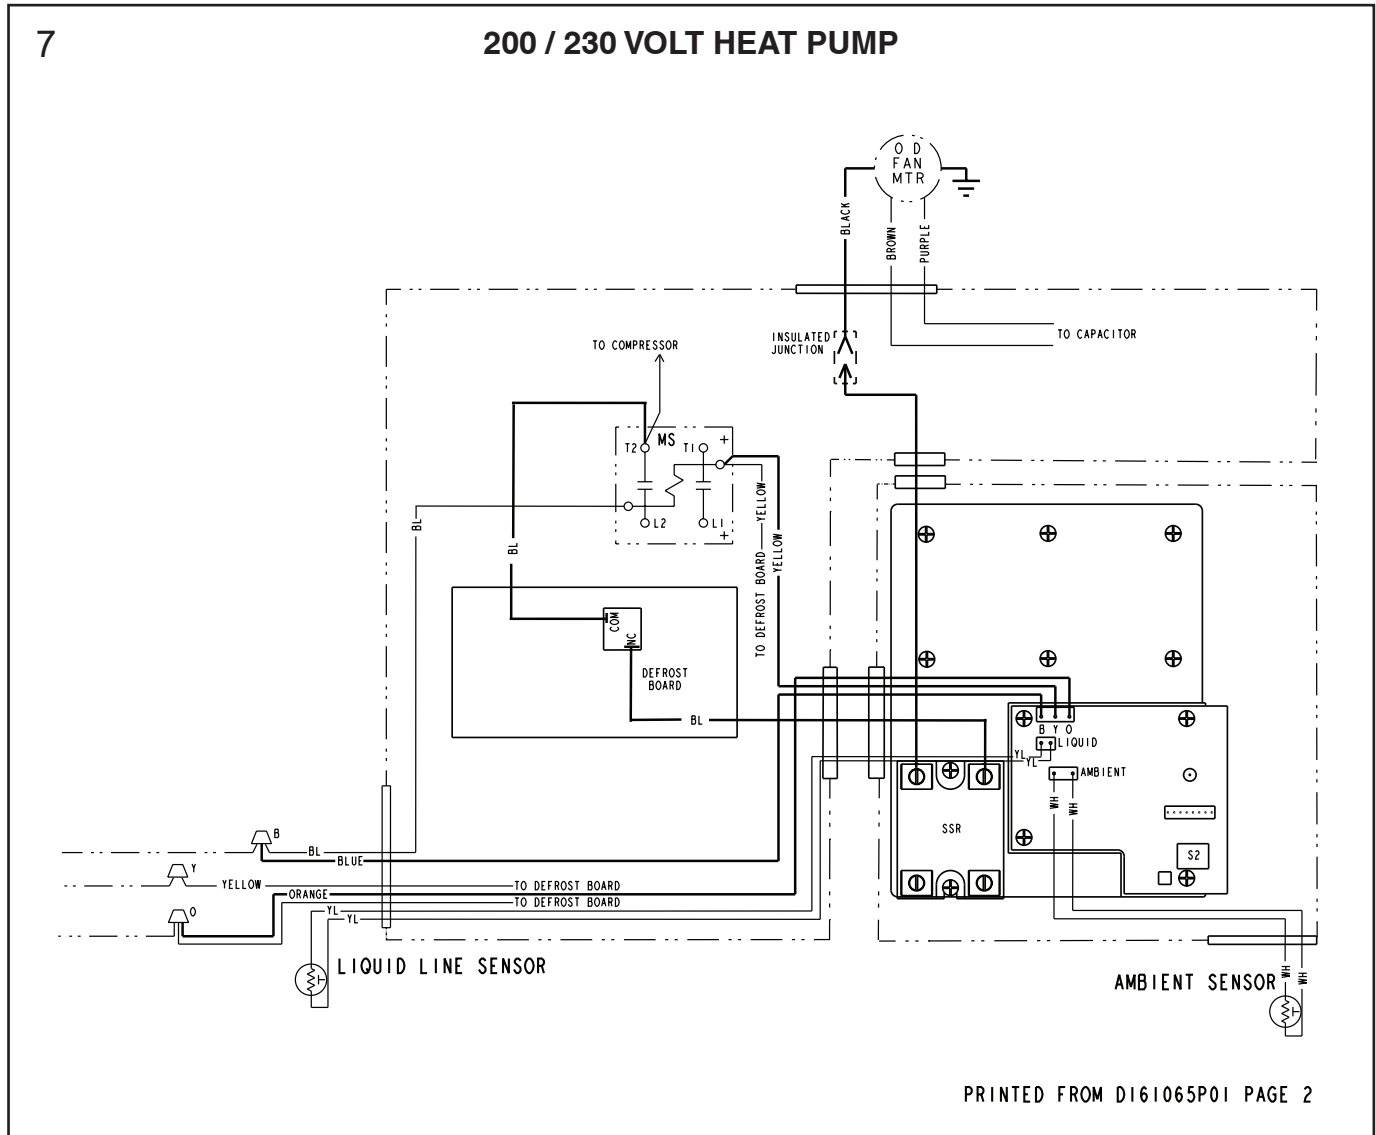 7
200 / 230 VOLT HEAT PUMP
O D
FAN
MTR
BLACK
BROWN
PURPLE
INSULATED
JUNCTION
TO CAPACITOR
TO COMPRESSOR
MS
T2
T1
+
L2
L1
+
BL
BL
YELLOW
TO DEFROST BOARD
YELLOW
COM
NC
DEFROST
BOARD
BL
B Y O
LIQUID
YL
YL
AMBIENT
WH
WH
SSR
S2
B
BL
BLUE
Y
YELLOW
TO DEFROST BOARD
ORANGE
TO DEFROST BOARD
O
YL
YL
LIQUID LINE SENSOR
T
AMBIENT SENSOR
WH
WH
T
PRINTED FROM D161065P01 PAGE 2